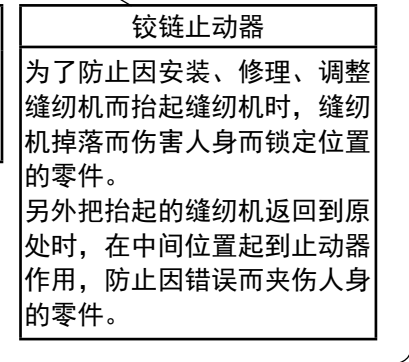 铰链止动器
为了防止因安装、修理、调整
缝纫机而抬起缝纫机时，缝纫
机掉落而伤害人身而锁定位置
的零件。
另外把抬起的缝纫机返回到原
处时，在中间位置起到止动器
作用，防止因错误而夹伤人身
的零件。